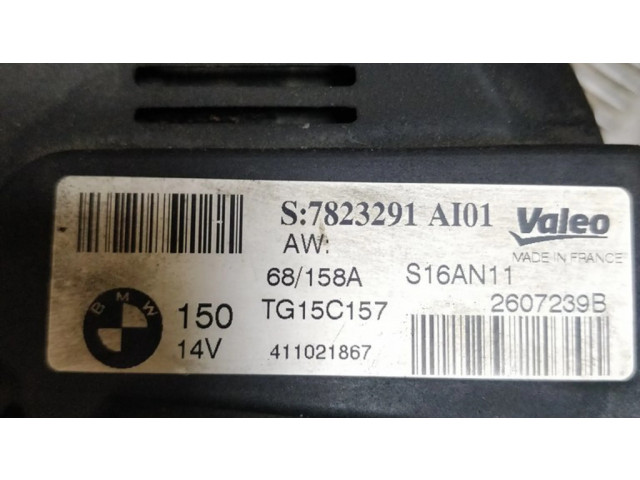 S:7823291 AI01
Valeo
AW:
MADE IN FRANCE
68/158A S16AN11
BMW
150 TG15C157 2607239B
14V 411021867